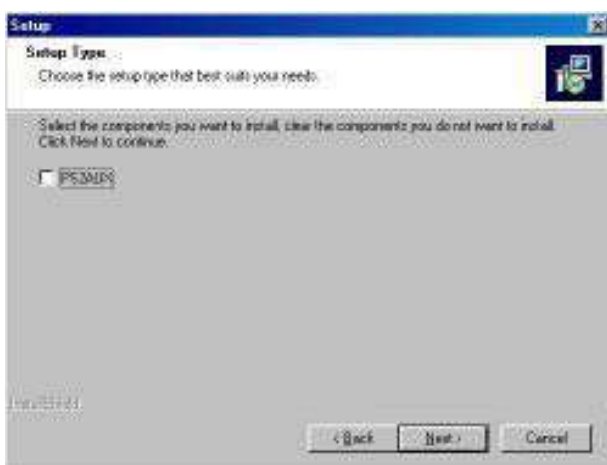 Setup
Setup Type
Choose the setup type that best suits your needs.
Select the components you want to install, clear the components you do not want to install.
Click Next to continue.
InstallShield
< Back
Next >
Cancel